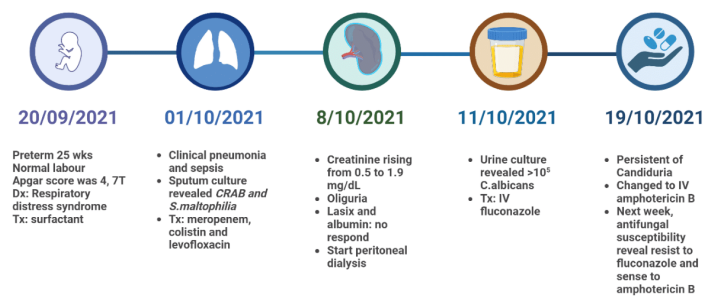 20/09/2021
Preterm 25 wks
Normal labour
Apgar score was 4, 7T
Dx: Respiratory
distress syndrome
Tx: surfactant
01/10/2021
• Clinical pneumonia
and sepsis
• Sputum culture
revealed CRAB and
S.maltophilia
• Tx: meropenem,
colistin and
levofloxacin
8/10/2021
• Creatinine rising
from 0.5 to 1.9
mg/dL
• Oliguria
• Lasix and
albumin: no
respond
• Start peritoneal
dialysis
11/10/2021
• Urine culture
revealed >10⁵
C.albicans
• Tx: IV
fluconazole
19/10/2021
• Persistent of
Candiduria
• Changed to IV
amphotericin B
• Next week,
antifungal
susceptibility
reveal resist to
fluconazole and
sense to
amphotericin B